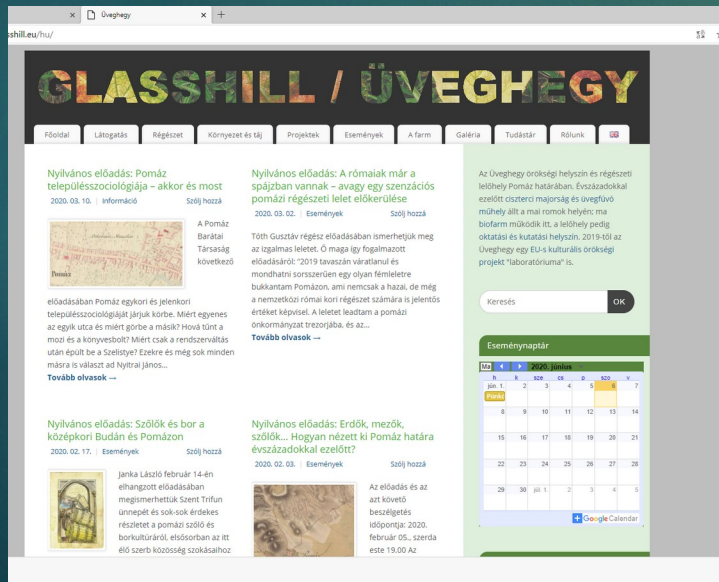 Üveghegy
sshill.eu/hu/
GLASSHILL / ÜVEGHEGY
Főoldal
Látogatás
Régészet
Környezet és táj
Projektek
Események
A farm
Galéria
Tudástár
Rólunk
Nyilvános előadás: Pomáz
településszociológiája – akkor és most
2020. 03. 10. | Információ Szólj hozzá
Pomáz
A Pomáz
Barátai
Társaság
következő
előadásában Pomáz egykori és jelenkori
településszociológiáját járjuk körbe. Miért egyenes
az egyik utca és miért görbe a másik? Hová tűnt a
mozi és a könyvesbolt? Miért csak a rendszerváltás
után épült be a Szelistye? Ezekre és még sok minden
másra is választ ad Nyitrai János...
Tovább olvasok →
Nyilvános előadás: A rómaiak már a
spájzban vannak – avagy egy szenzációs
pomázi régészeti lelet előkerülése
2020. 03. 02. | Események Szólj hozzá
Tóth Gusztáv régész előadásában ismerhetjük meg
az izgalmas leletet. Ő maga így fogalmazott
előadásáról: "2019 tavaszán váratlanul és
mondhatni sorsszerűen egy olyan fémleletre
bukkantam Pomázon, ami nemcsak a hazai, de még
a nemzetközi római kori régészet számára is jelentős
értéket képvisel. A leletet leadtam a pomázi
önkormányzat trezorjába, és az...
Tovább olvasok →
Nyilvános előadás: Szőlők és bor a
középkori Budán és Pomázon
2020. 02. 17. | Események Szólj hozzá
Janka László február 14-én
elhangzott előadásában
megismerhettük Szent Trifun
ünnepét és sok-sok érdekes
részletet a pomázi szőlő és
borkultúráról, elsősorban az itt
élő szerb közösség szokásaihoz
Nyilvános előadás: Erdők, mezők,
szőlők... Hogyan nézett ki Pomáz határa
évszázadokkal ezelőtt?
2020. 02. 03. | Események Szólj hozzá
Az előadás és az
azt követő
beszélgetés
időpontja: 2020.
február 05., szerda
este 19.00 Az
Az Üveghegy örökségi helyszín és régészeti
lelőhely Pomáz határában. Évszázadokkal
ezelőtt ciszterci majorság és üvegfúvó
műhely állt a mai romok helyén; ma
biofarm működik itt, a lelőhely pedig
oktatási és kutatási helyszín. 2019-től az
Üveghegy egy EU-s kulturális örökségi
projekt "laboratóriuma" is.
Keresés OK
Eseménynaptár
Ma 2020. június
h k sze cs p szo v
jún. 1. 2 3 4 5 6 7
Pünkö
8 9 10 11 12 13 14
15 16 17 18 19 20 21
22 23 24 25 26 27 28
29 30 júl. 1. 2 3 4 5
Google Calendar